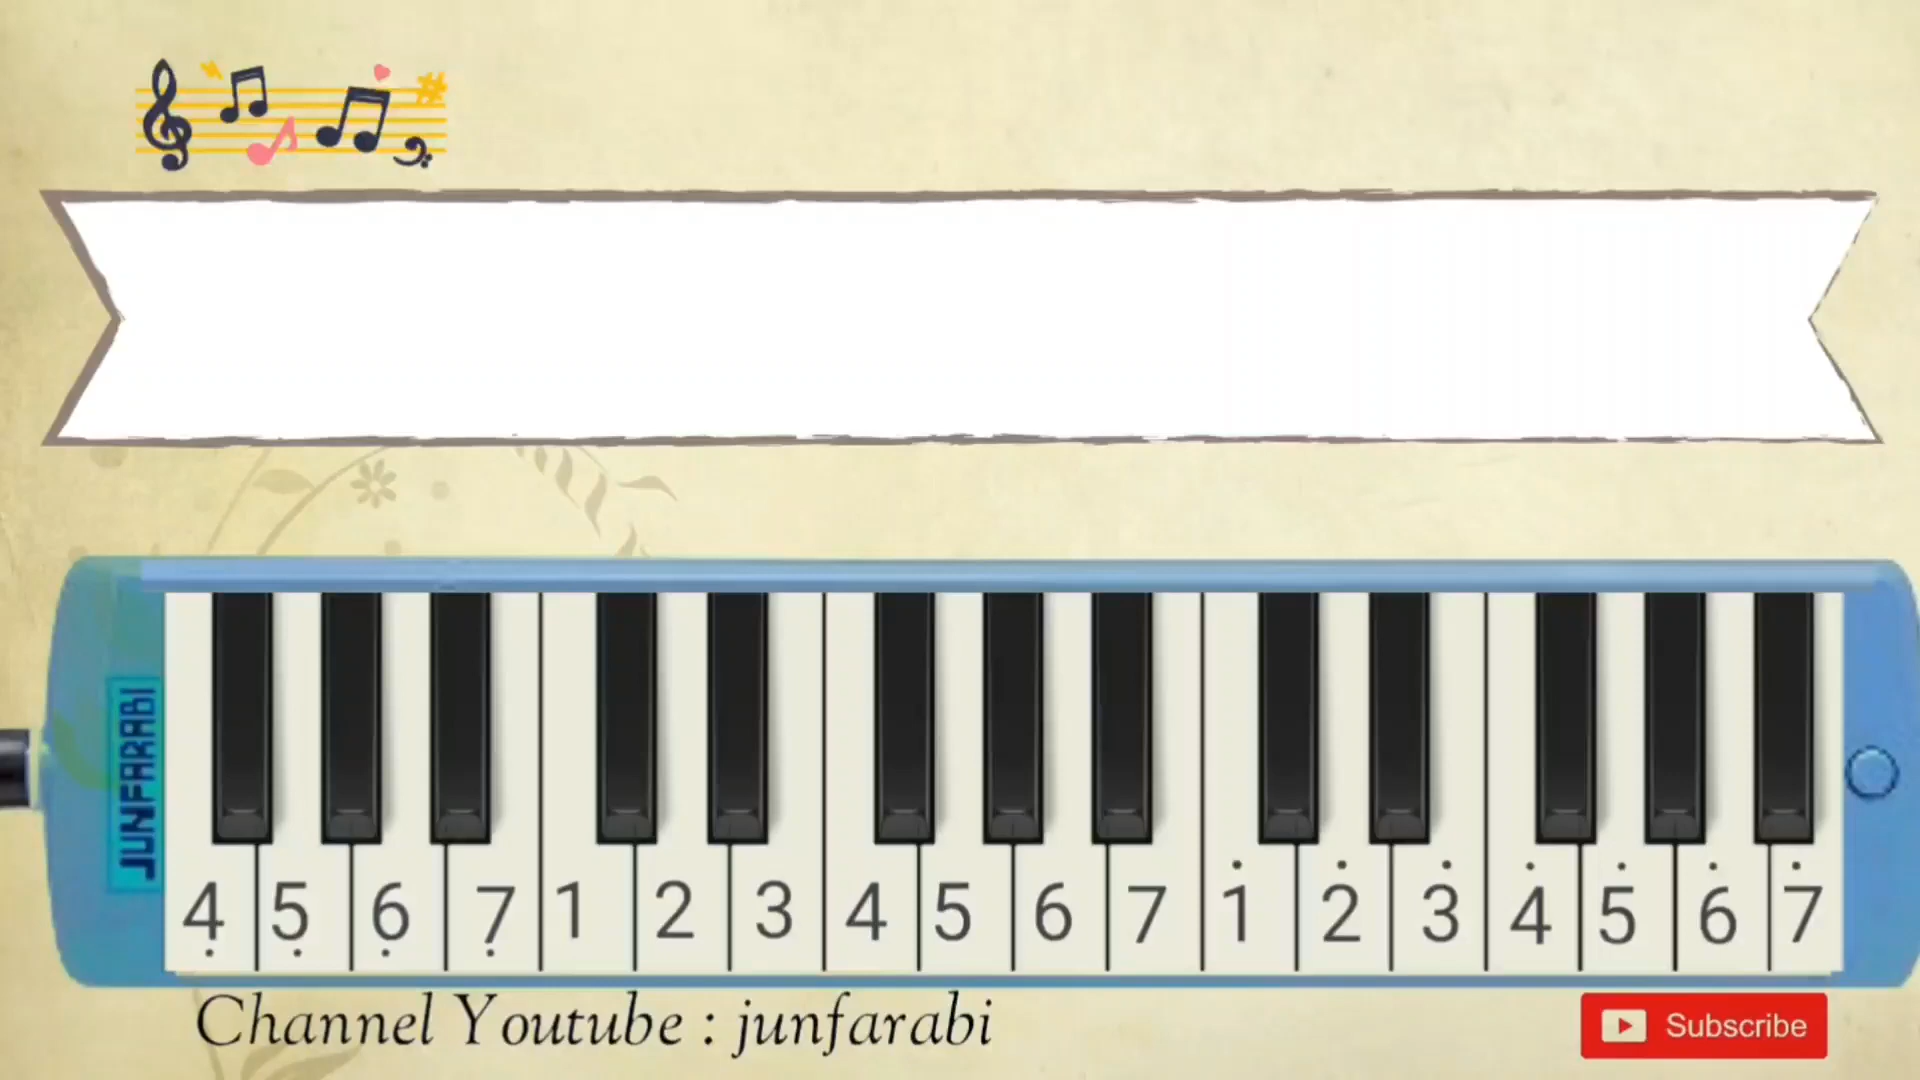 JUNFARABI
4̣ 5̣ 6̣ 7̣ 1 2 3 4 5 6 7 1̇ 2̇ 3̇ 4̇ 5̇ 6̇ 7̇
Channel Youtube : junfarabi
Subscribe